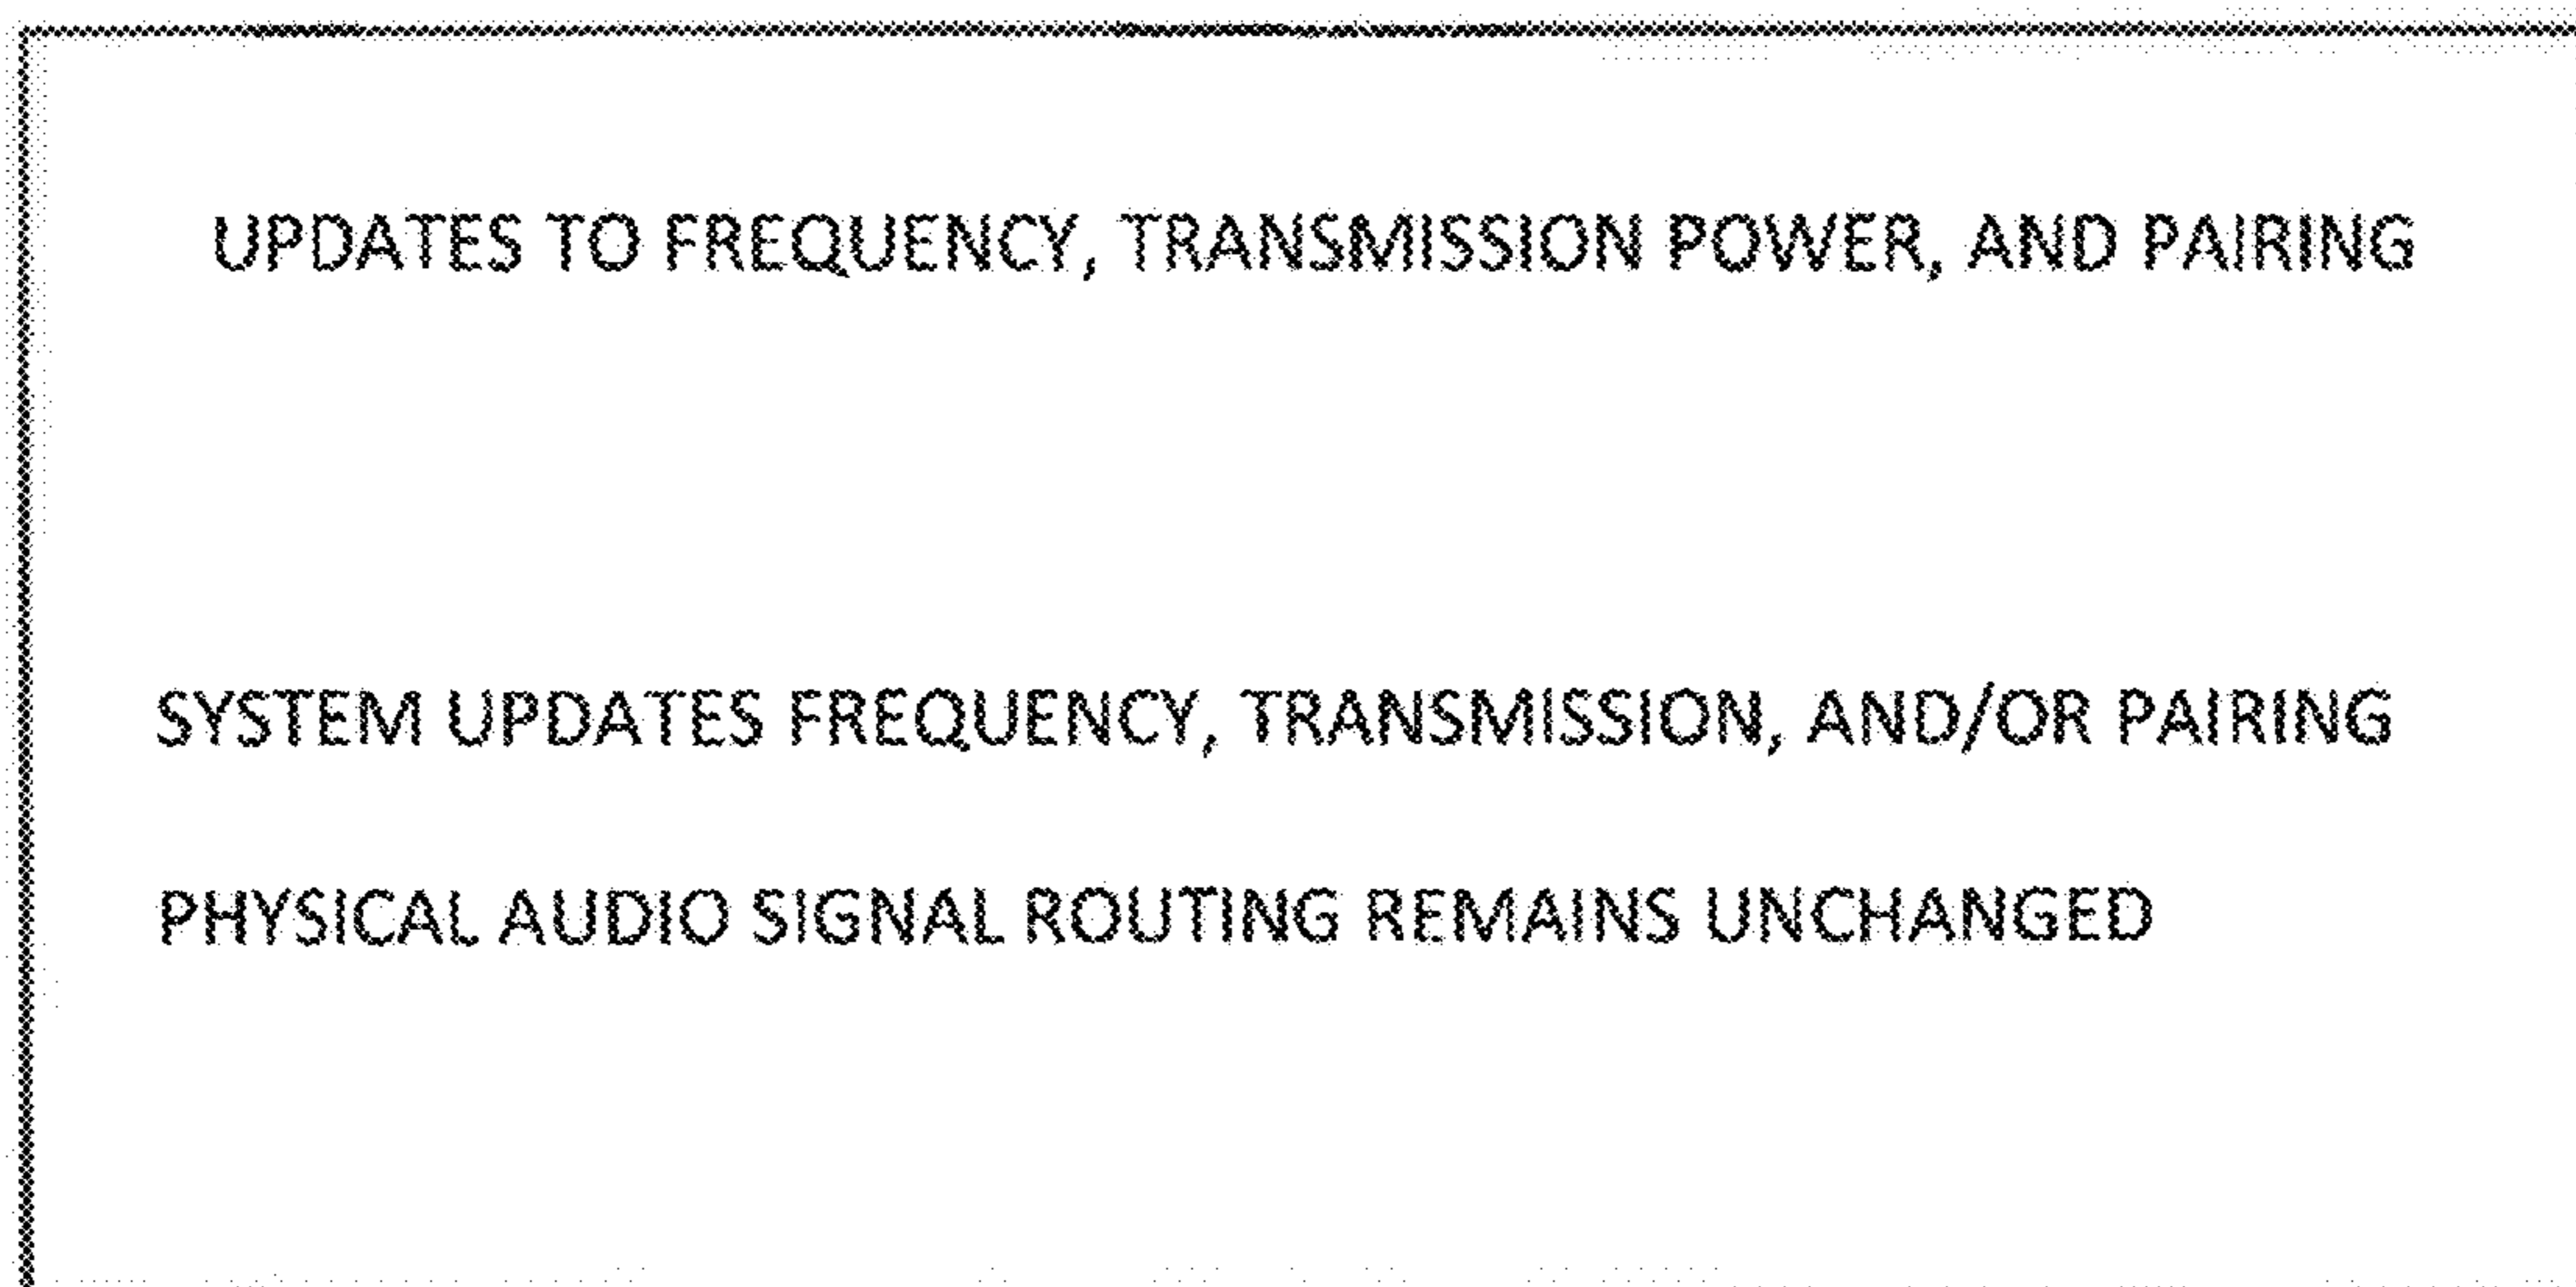 UPDATES TO FREQUENCY, TRANSMISSION POWER, AND PAIRING
SYSTEM UPDATES FREQUENCY, TRANSMISSION, AND/OR PAIRING
PHYSICAL AUDIO SIGNAL ROUTING REMAINS UNCHANGED